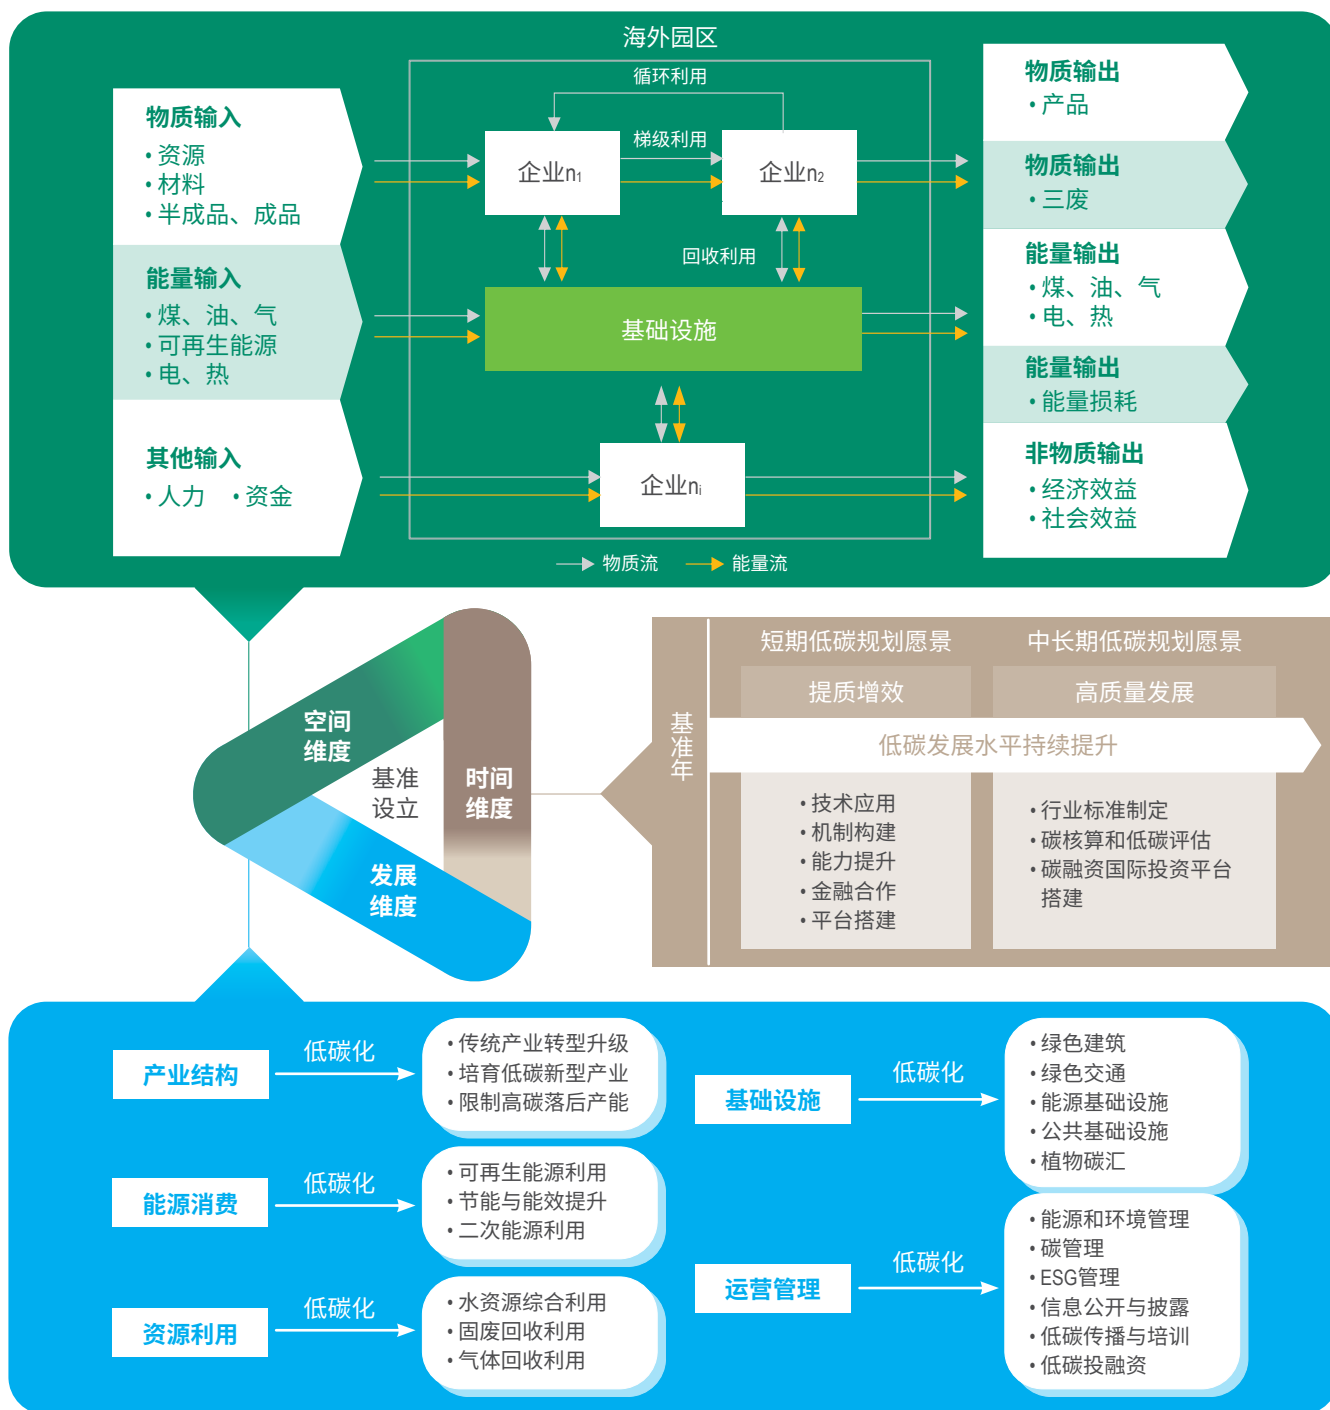 海外园区
循环利用
梯级利用
企业n₁
企业n₂
回收利用
基础设施
企业nᵢ
物质流
能量流
物质输入
• 资源
• 材料
• 半成品、成品
能量输入
• 煤、油、气
• 可再生能源
• 电、热
其他输入
• 人力 • 资金
物质输出
• 产品
物质输出
• 三废
能量输出
• 煤、油、气
• 电、热
能量输出
• 能量损耗
非物质输出
• 经济效益
• 社会效益
空间
维度
基准
设立
时间
维度
发展
维度
基准年
短期低碳规划愿景
提质增效
中长期低碳规划愿景
高质量发展
低碳发展水平持续提升
• 技术应用
• 机制构建
• 能力提升
• 金融合作
• 平台搭建
• 行业标准制定
• 碳核算和低碳评估
• 碳融资国际投资平台
搭建
产业结构
低碳化
• 传统产业转型升级
• 培育低碳新型产业
• 限制高碳落后产能
能源消费
低碳化
• 可再生能源利用
• 节能与能效提升
• 二次能源利用
资源利用
低碳化
• 水资源综合利用
• 固废回收利用
• 气体回收利用
基础设施
低碳化
• 绿色建筑
• 绿色交通
• 能源基础设施
• 公共基础设施
• 植物碳汇
运营管理
低碳化
• 能源和环境管理
• 碳管理
• ESG管理
• 信息公开与披露
• 低碳传播与培训
• 低碳投融资